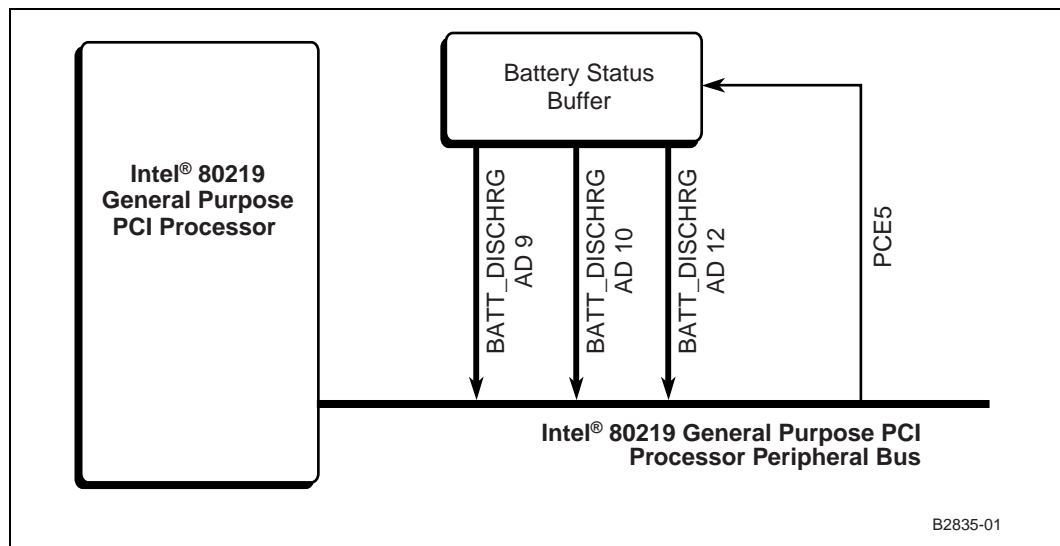 Battery Status
Buffer
Intel® 80219
General Purpose
PCI Processor
BATT_DISCHRG
AD 9
BATT_DISCHRG
AD 10
BATT_DISCHRG
AD 12
PCE5
Intel® 80219 General Purpose PCI
Processor Peripheral Bus
B2835-01